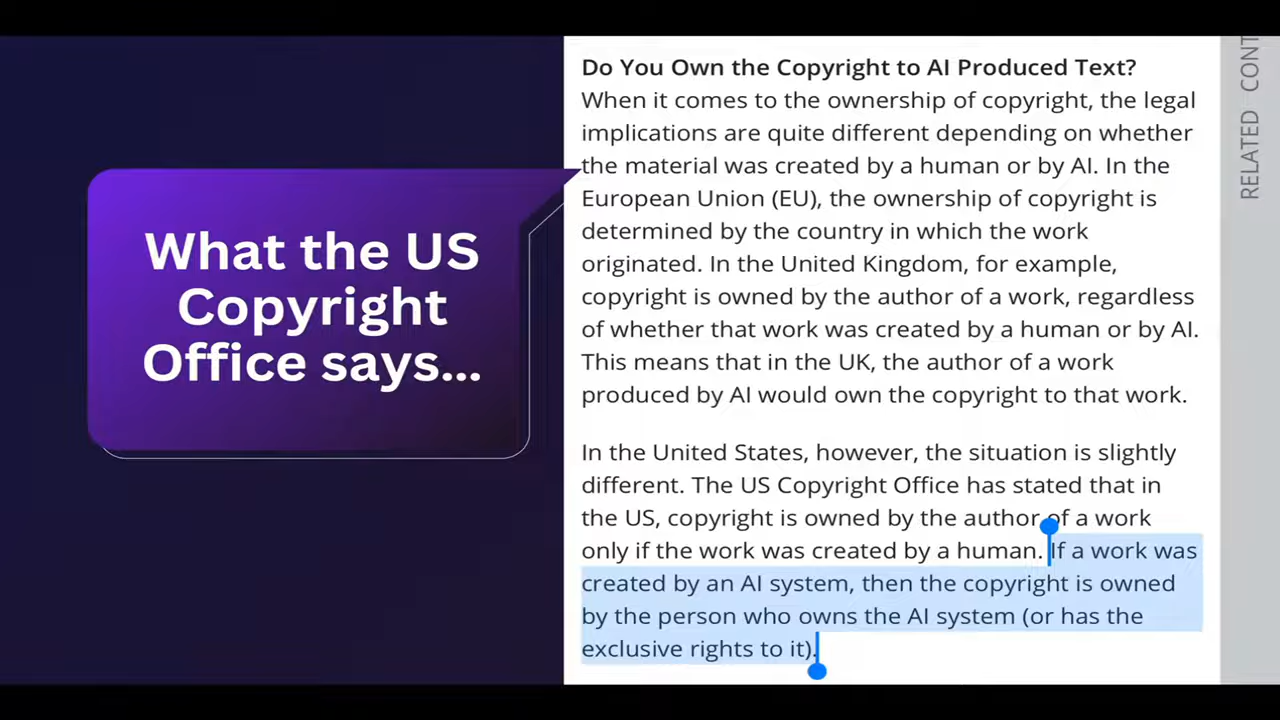 What the US
Copyright
Office says...
Do You Own the Copyright to AI Produced Text?
When it comes to the ownership of copyright, the legal
implications are quite different depending on whether
the material was created by a human or by AI. In the
European Union (EU), the ownership of copyright is
determined by the country in which the work
originated. In the United Kingdom, for example,
copyright is owned by the author of a work, regardless
of whether that work was created by a human or by AI.
This means that in the UK, the author of a work
produced by AI would own the copyright to that work.
In the United States, however, the situation is slightly
different. The US Copyright Office has stated that in
the US, copyright is owned by the author of a work
only if the work was created by a human. If a work was
created by an AI system, then the copyright is owned
by the person who owns the AI system (or has the
exclusive rights to it).
RELATED CONT